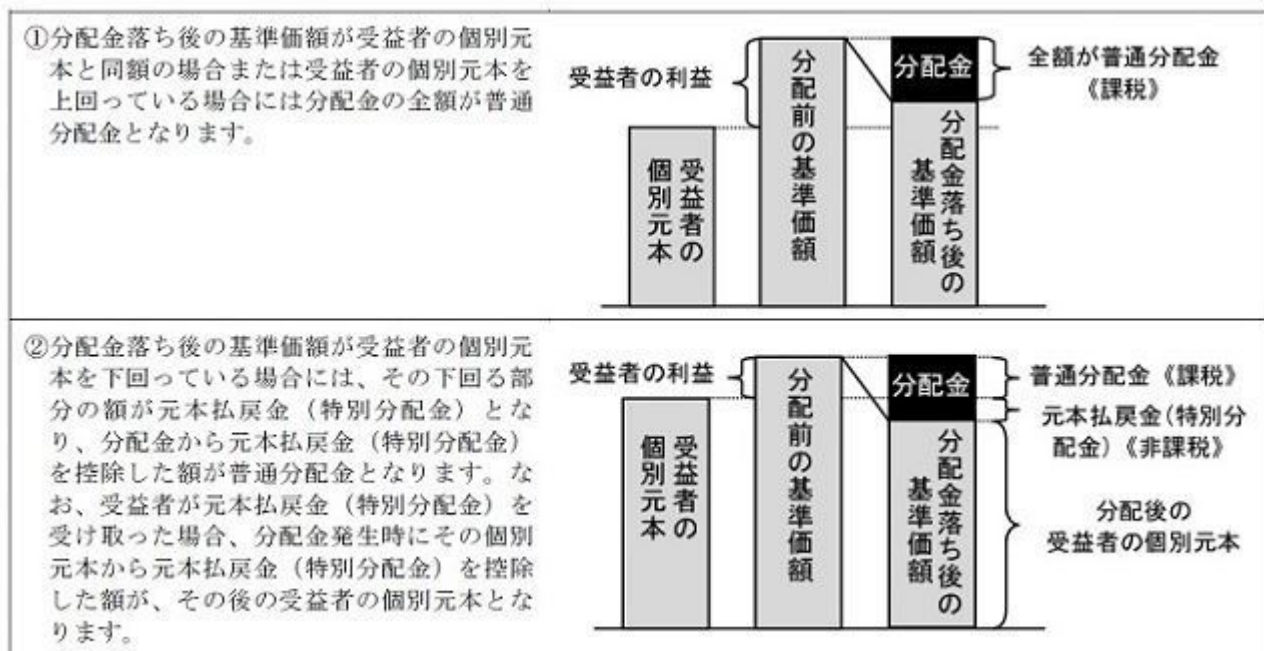 ①分配金落ち後の基準価額が受益者の個別元
本と同額の場合または受益者の個別元本を
上回っている場合には分配金の全額が普通
分配金となります。
受益者の利益
受益者の
個別元本
分配前の基準価額
分配金
分配金落ち後の
基準価額
全額が普通分配金
《課税》
②分配金落ち後の基準価額が受益者の個別元
本を下回っている場合には、その下回る部
分の額が元本払戻金（特別分配金）とな
り、分配金から元本払戻金（特別分配金）
を控除した額が普通分配金となります。な
お、受益者が元本払戻金（特別分配金）を
受け取った場合、分配金発生時にその個別
元本から元本払戻金（特別分配金）を控除
した額が、その後の受益者の個別元本とな
ります。
受益者の利益
受益者の
個別元本
分配前の基準価額
分配金
分配金落ち後の
基準価額
普通分配金《課税》
元本払戻金(特別分
配金)《非課税》
分配後の
受益者の個別元本